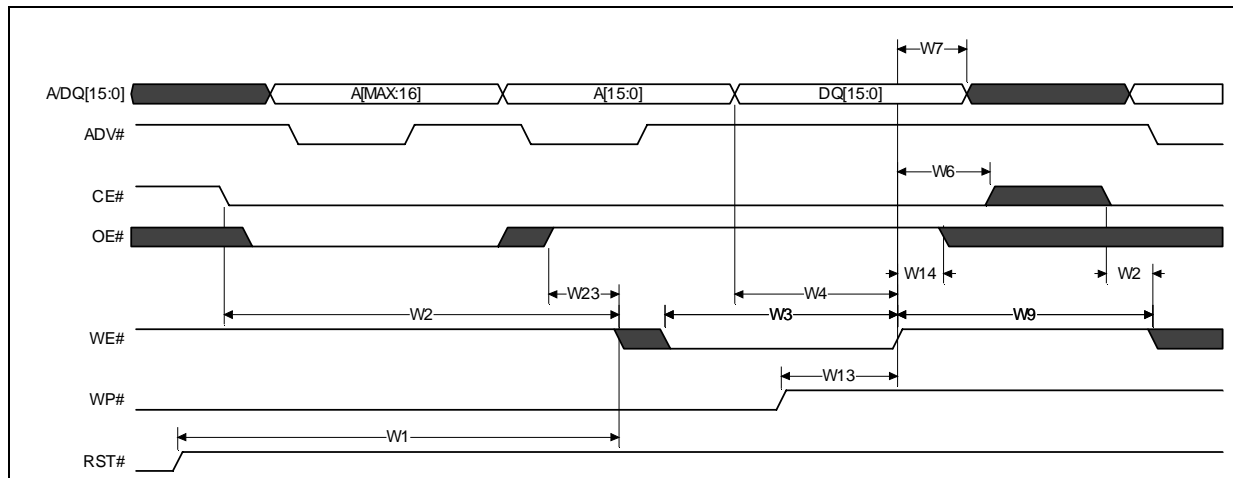 W7
A/DQ[15:0] A[MAX:16] A[15:0] DQ[15:0]
ADV#
W6
CE#
OE#
W14 W2
W23 W4
W2 W3 W9
WE#
W13
WP#
W1
RST#